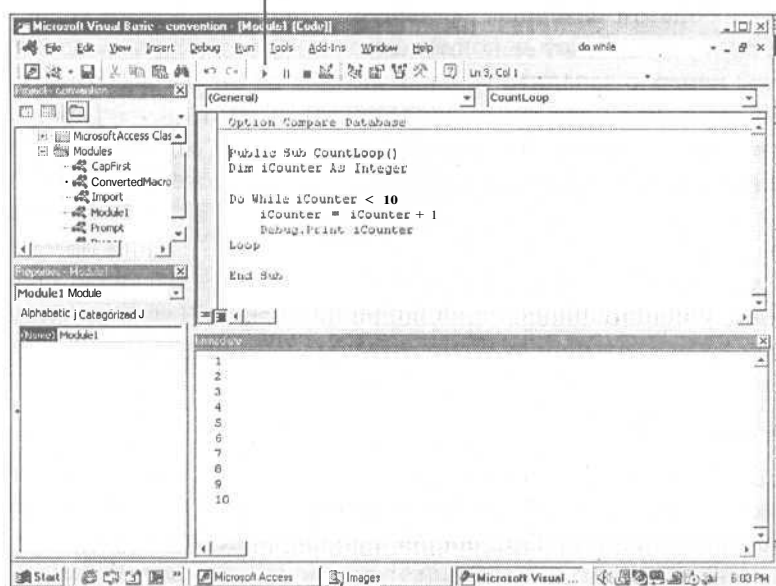 Microsoft Visual Basic - convention - [Module1 (Code)]
File Edit View Insert Debug Run Tools Add-Ins Window Help do while
Ln 3, Col 1
Project - convention
(General) CountLoop
Microsoft Access Clas
Modules
CapFirst
ConvertedMacro
Import
Module1
Prompt
Option Compare Database
Public Sub CountLoop()
Dim iCounter As Integer
Do While iCounter < 10
iCounter = iCounter + 1
Debug.Print iCounter
Loop
End Sub
Properties - Module1
Module1 Module
Alphabetic Categorized
(Name) Module1
Immediate
1
2
3
4
5
6
7
8
9
10
Start Microsoft Access Images Microsoft Visual ... 6:03 PM